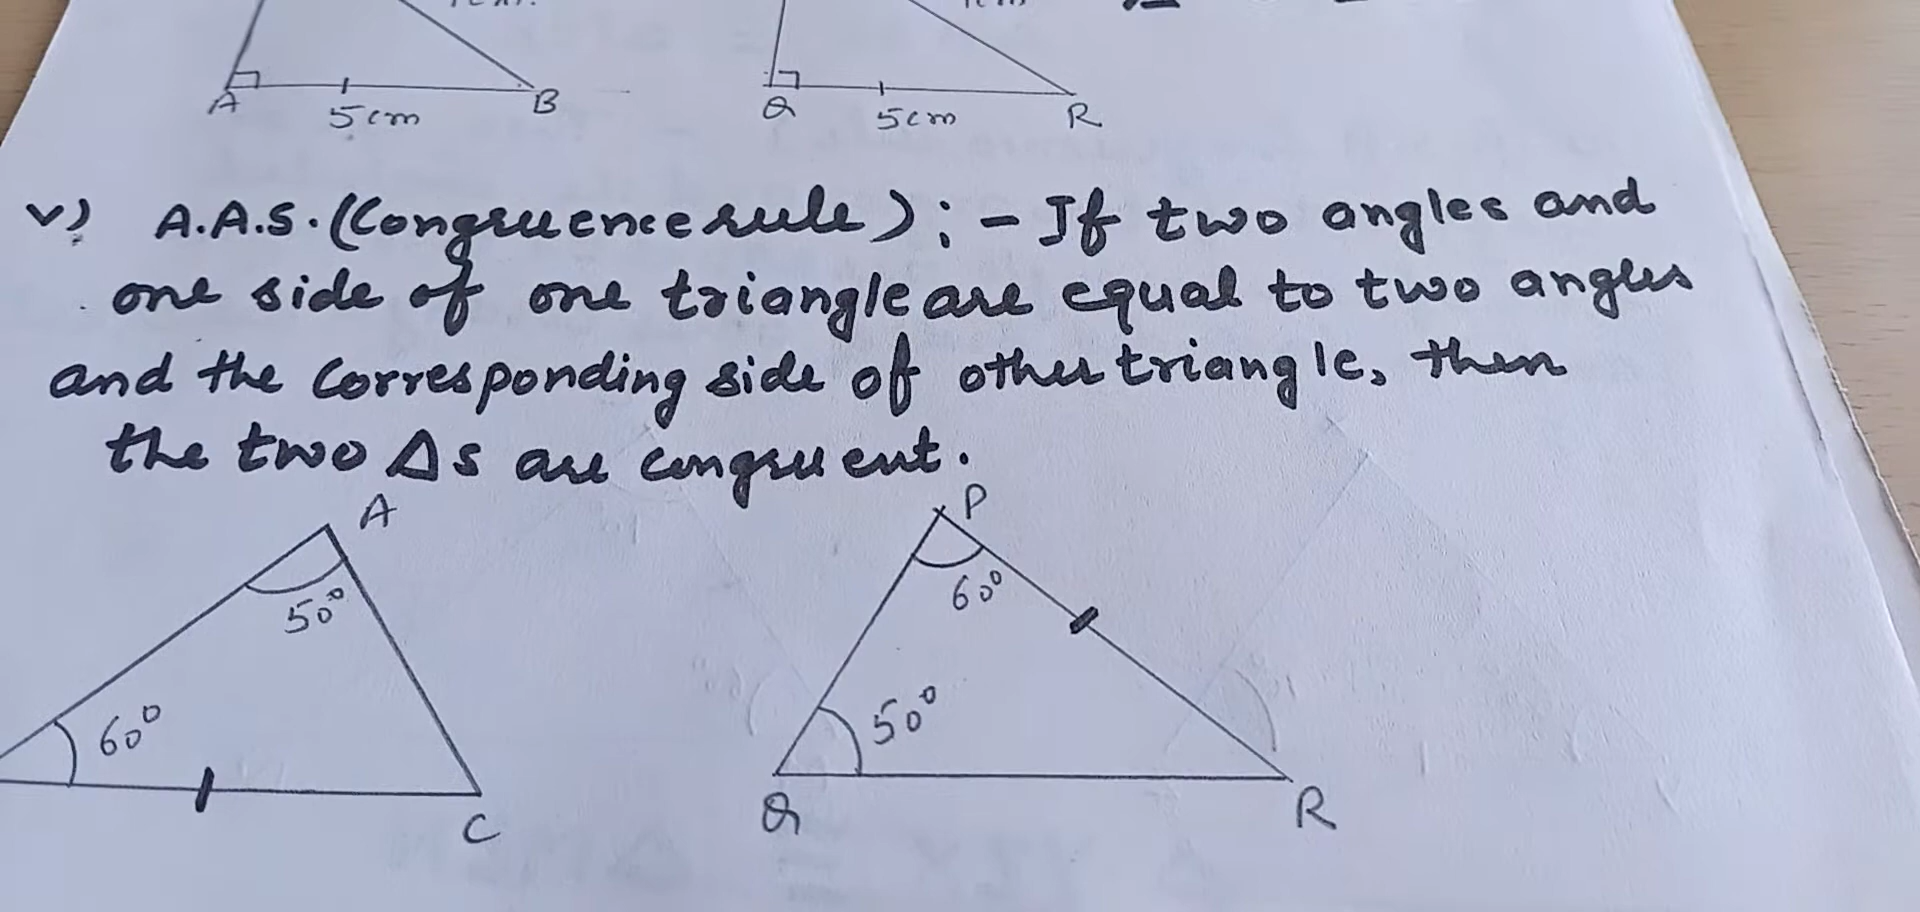 A
5cm
B
Q
5cm
R
v) A.A.S. (Congruence rule); - If two angles and
one side of one triangle are equal to two angles
and the corresponding side of other triangle, then
the two Δs are congruent.
A
50°
60°
C
P
60°
50°
Q
R